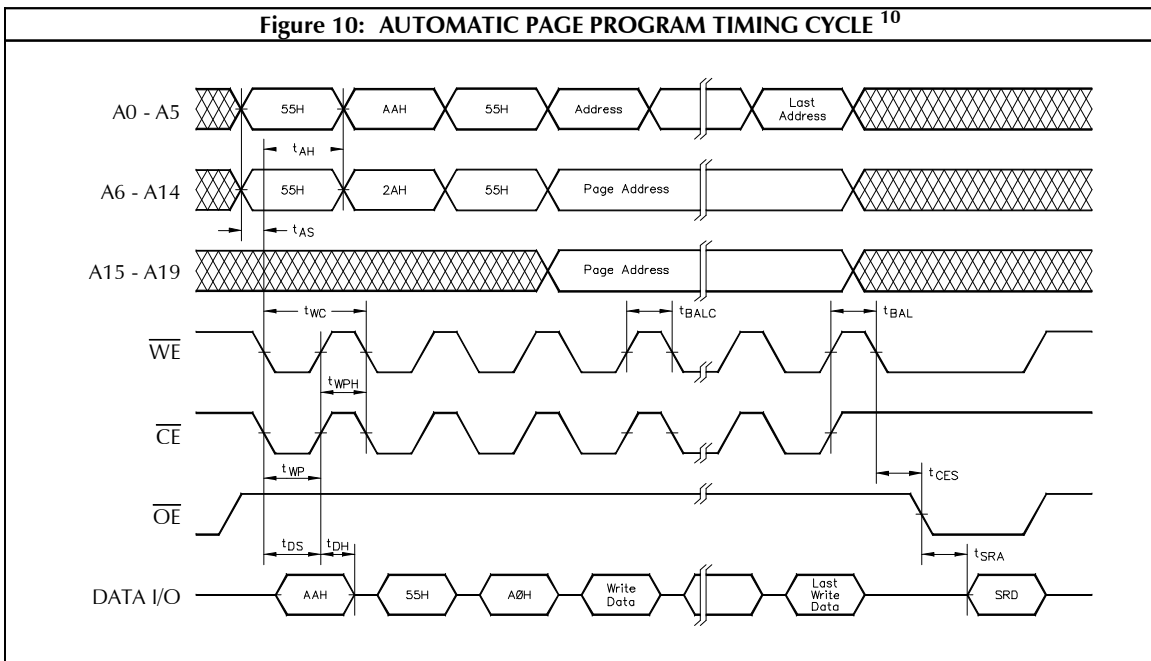 Figure 10: AUTOMATIC PAGE PROGRAM TIMING CYCLE 10
A0 - A5 55H AAH 55H Address Last Address
tAH
A6 - A14 55H 2AH 55H Page Address
tAS
A15 - A19 Page Address
tWC tBALC tBAL
WE
tWPH
CE
tWP tCES
OE
tDS tDH tSRA
DATA I/O AAH 55H AØH Write Data Last Write Data SRD